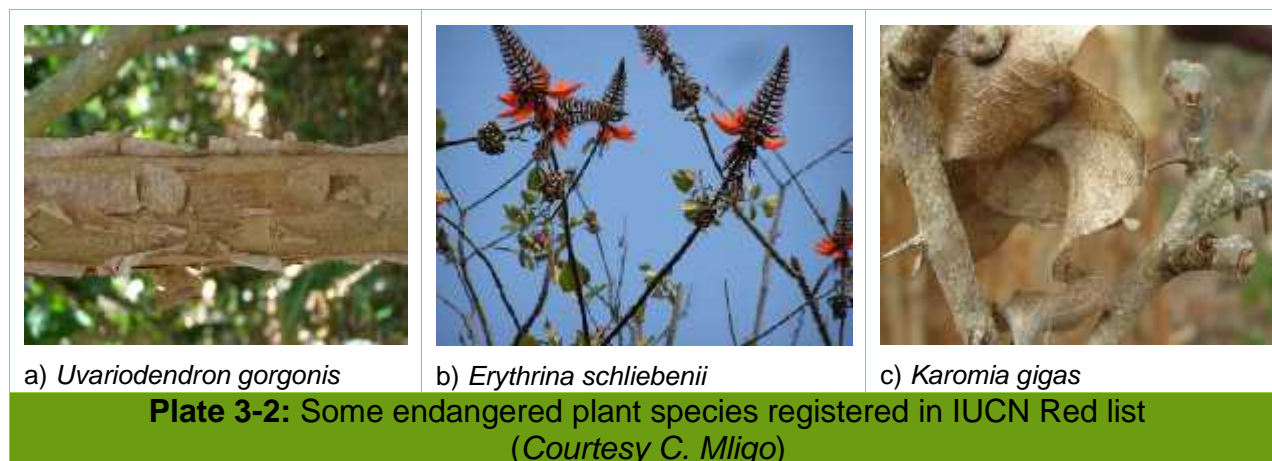 a) Uvariodendron gorgonis
b) Erythrina schliebenii
c) Karomia gigas
Plate 3-2: Some endangered plant species registered in IUCN Red list
(Courtesy C. Mligo)